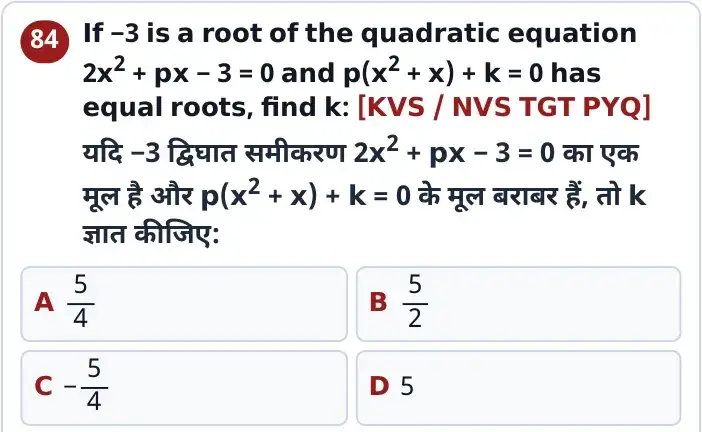 84 If –3 is a root of the quadratic equation
2x² + px – 3 = 0 and p(x² + x) + k = 0 has
equal roots, find k: [KVS / NVS TGT PYQ]
यदि –3 द्विघात समीकरण 2x² + px – 3 = 0 का एक
मूल है और p(x² + x) + k = 0 के मूल बराबर हैं, तो k
ज्ञात कीजिए:
A 5/4
B 5/2
C –5/4
D 5